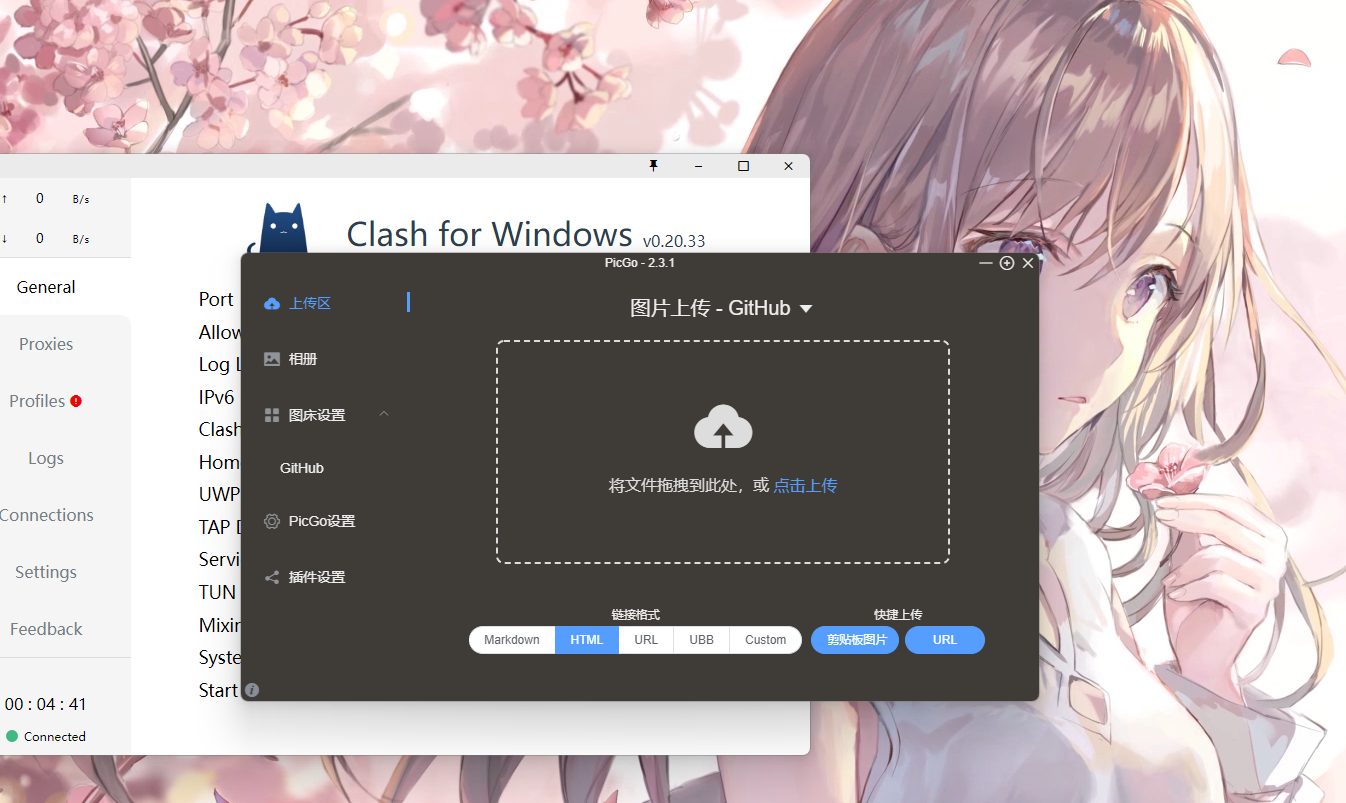 ↑ 0 B/s
↓ 0 B/s
General
Proxies
Profiles
Logs
Connections
Settings
Feedback
00 : 04 : 41
Connected
Clash for Windows v0.20.33
Port
Allow
Log L
IPv6
Clash
Hom
UWP
TAP
Servi
TUN
Mixin
Syste
Start
PicGo - 2.3.1
上传区
相册
图床设置
GitHub
PicGo设置
插件设置
图片上传 - GitHub
将文件拖拽到此处，或 点击上传
链接格式
Markdown HTML URL UBB Custom
快捷上传
剪贴板图片 URL